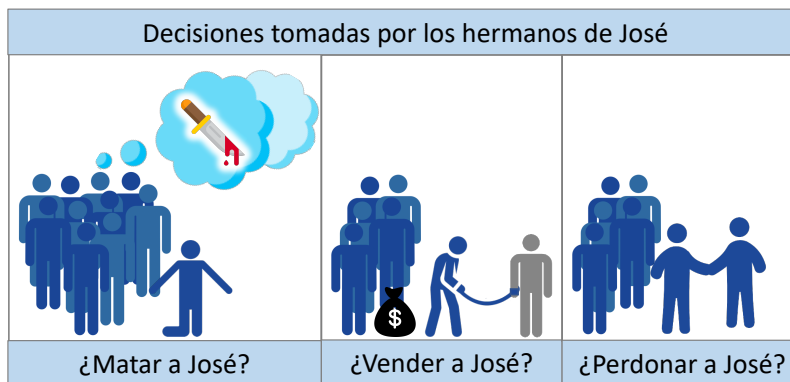 Decisiones tomadas por los hermanos de José
$
¿Matar a José?
¿Vender a José?
¿Perdonar a José?